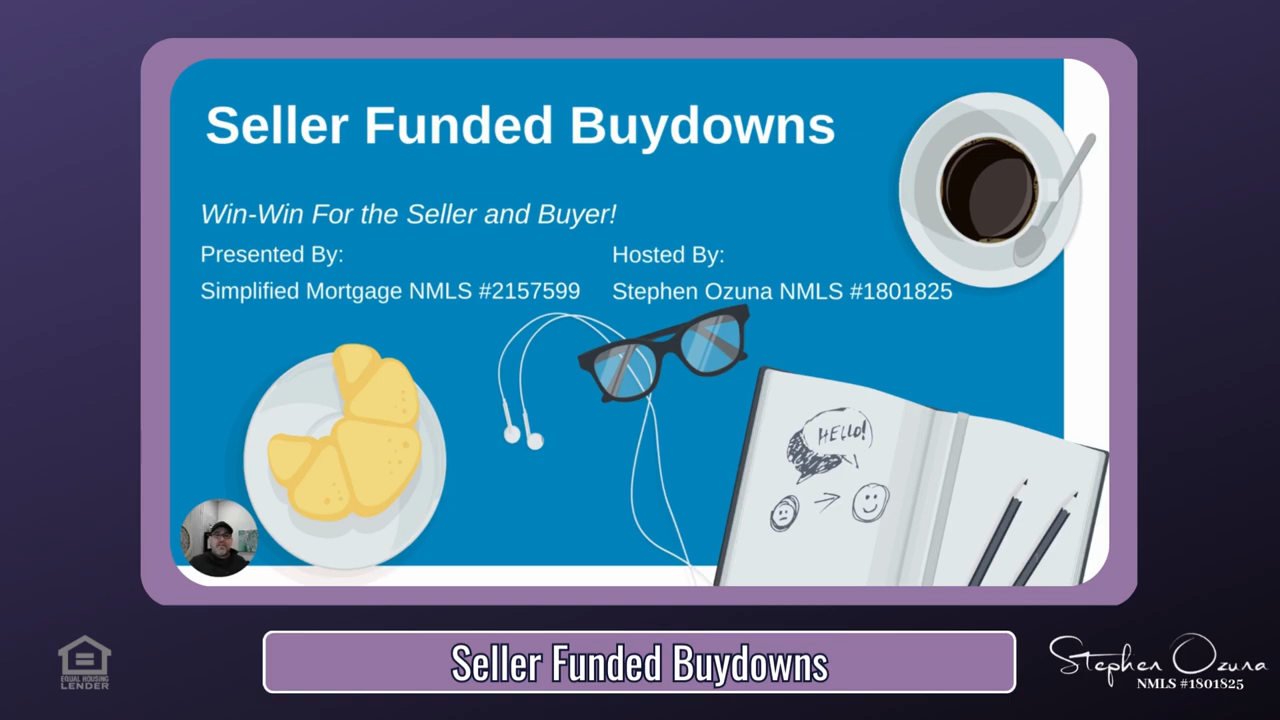 Seller Funded Buydowns
Win-Win For the Seller and Buyer!
Presented By:
Simplified Mortgage NMLS #2157599
Hosted By:
Stephen Ozuna NMLS #1801825
HELLO!
Seller Funded Buydowns
EQUAL HOUSING
LENDER
Stephen Ozuna
NMLS #1801825